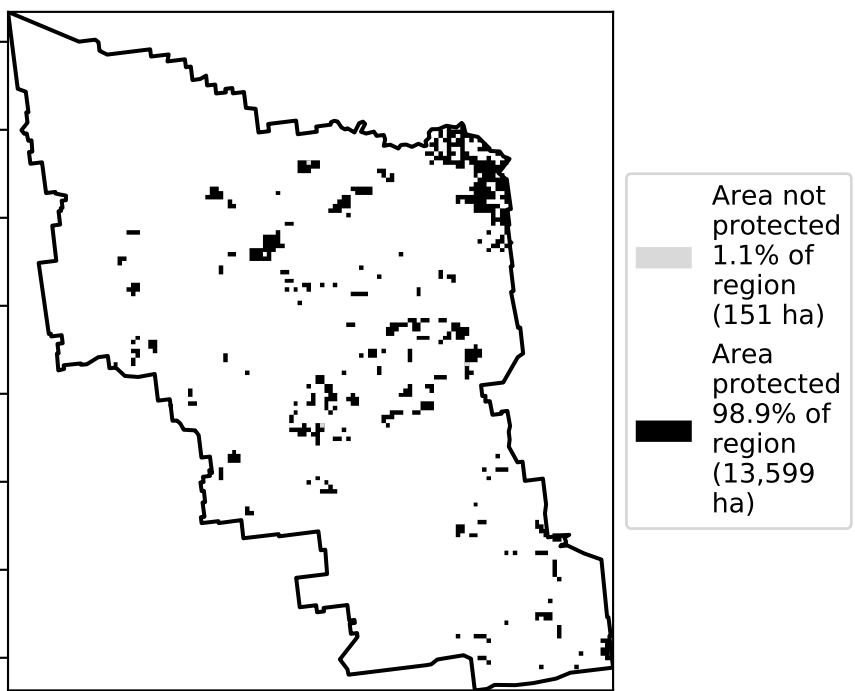 Area not
protected
1.1% of
region
(151 ha)
Area
protected
98.9% of
region
(13,599
ha)